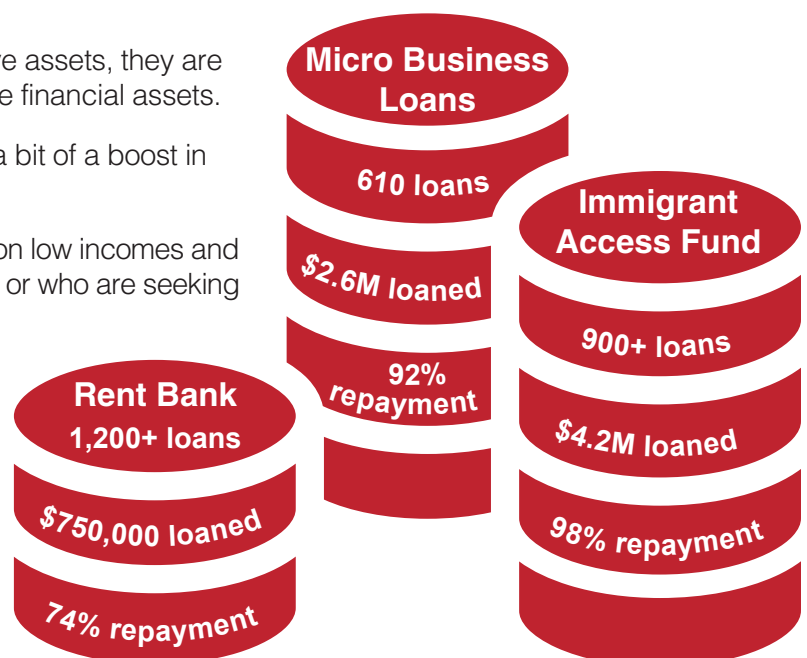 e assets, they are
e financial assets.
a bit of a boost in
on low incomes and
or who are seeking
Micro Business
Loans
610 loans
$2.6M loaned
92%
repayment
Immigrant
Access Fund
900+ loans
$4.2M loaned
98% repayment
Rent Bank
1,200+ loans
$750,000 loaned
74% repayment